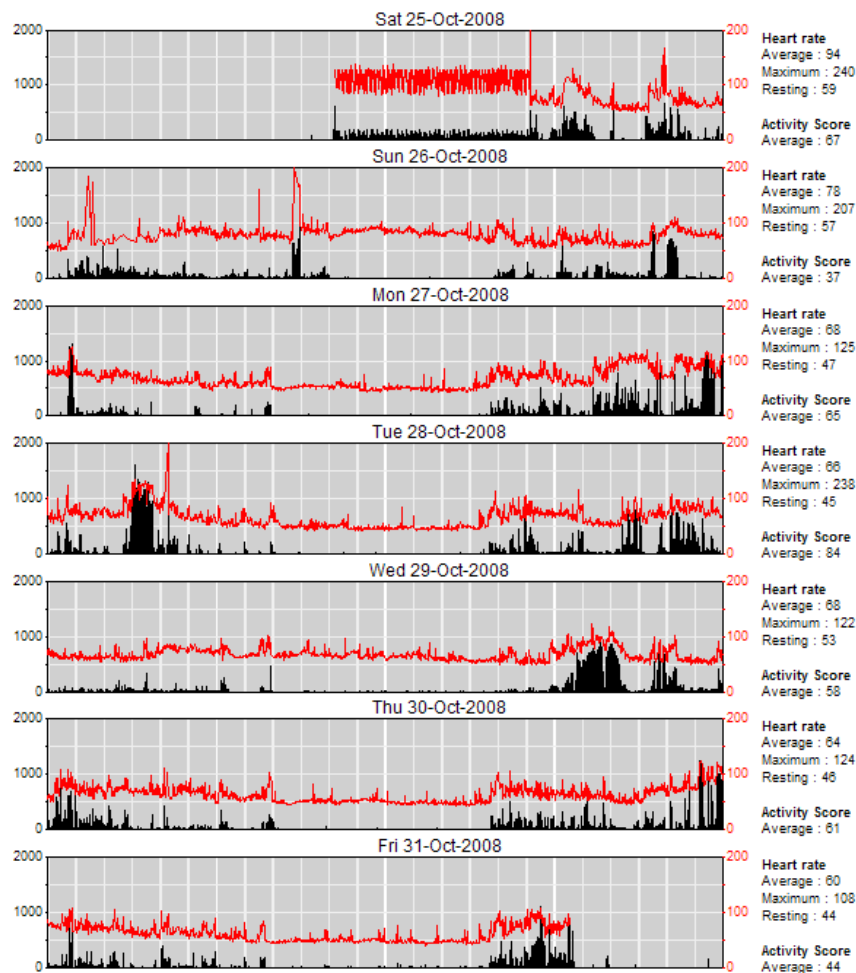 Sat 25-Oct-2008
2000
1000
0
200
100
0
Heart rate
Average : 94
Maximum : 240
Resting : 59
Activity Score
Average : 67
Sun 26-Oct-2008
2000
1000
0
200
100
0
Heart rate
Average : 78
Maximum : 207
Resting : 57
Activity Score
Average : 37
Mon 27-Oct-2008
2000
1000
0
200
100
0
Heart rate
Average : 68
Maximum : 125
Resting : 47
Activity Score
Average : 65
Tue 28-Oct-2008
2000
1000
0
200
100
0
Heart rate
Average : 66
Maximum : 238
Resting : 45
Activity Score
Average : 84
Wed 29-Oct-2008
2000
1000
0
200
100
0
Heart rate
Average : 68
Maximum : 122
Resting : 53
Activity Score
Average : 58
Thu 30-Oct-2008
2000
1000
0
200
100
0
Heart rate
Average : 64
Maximum : 124
Resting : 46
Activity Score
Average : 61
Fri 31-Oct-2008
2000
1000
0
200
100
0
Heart rate
Average : 60
Maximum : 108
Resting : 44
Activity Score
Average : 44